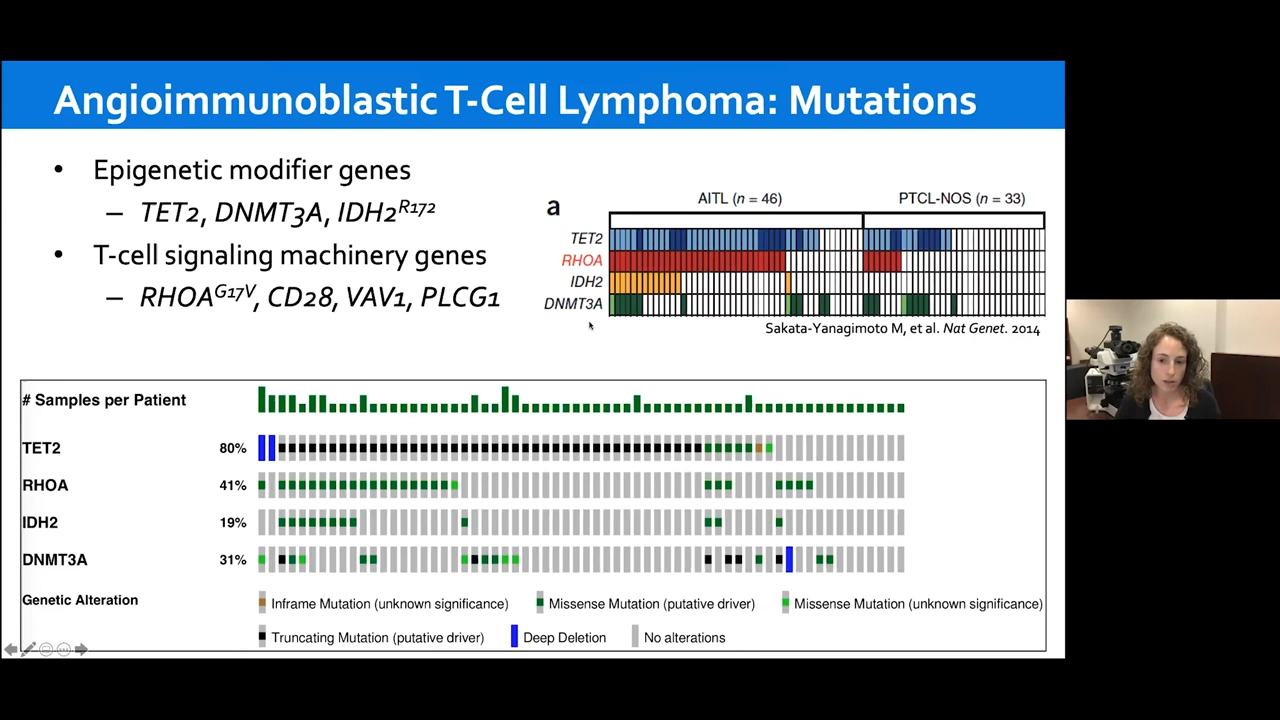 Angioimmunoblastic T-Cell Lymphoma: Mutations
• Epigenetic modifier genes
– TET2, DNMT3A, IDH2R172
• T-cell signaling machinery genes
– RHOAG17V, CD28, VAV1, PLCG1
a
AITL (n = 46)
PTCL-NOS (n = 33)
TET2
RHOA
IDH2
DNMT3A
Sakata-Yanagimoto M, et al. Nat Genet. 2014
# Samples per Patient
TET2 80%
RHOA 41%
IDH2 19%
DNMT3A 31%
Genetic Alteration
Inframe Mutation (unknown significance)
Missense Mutation (putative driver)
Missense Mutation (unknown significance)
Truncating Mutation (putative driver)
Deep Deletion
No alterations